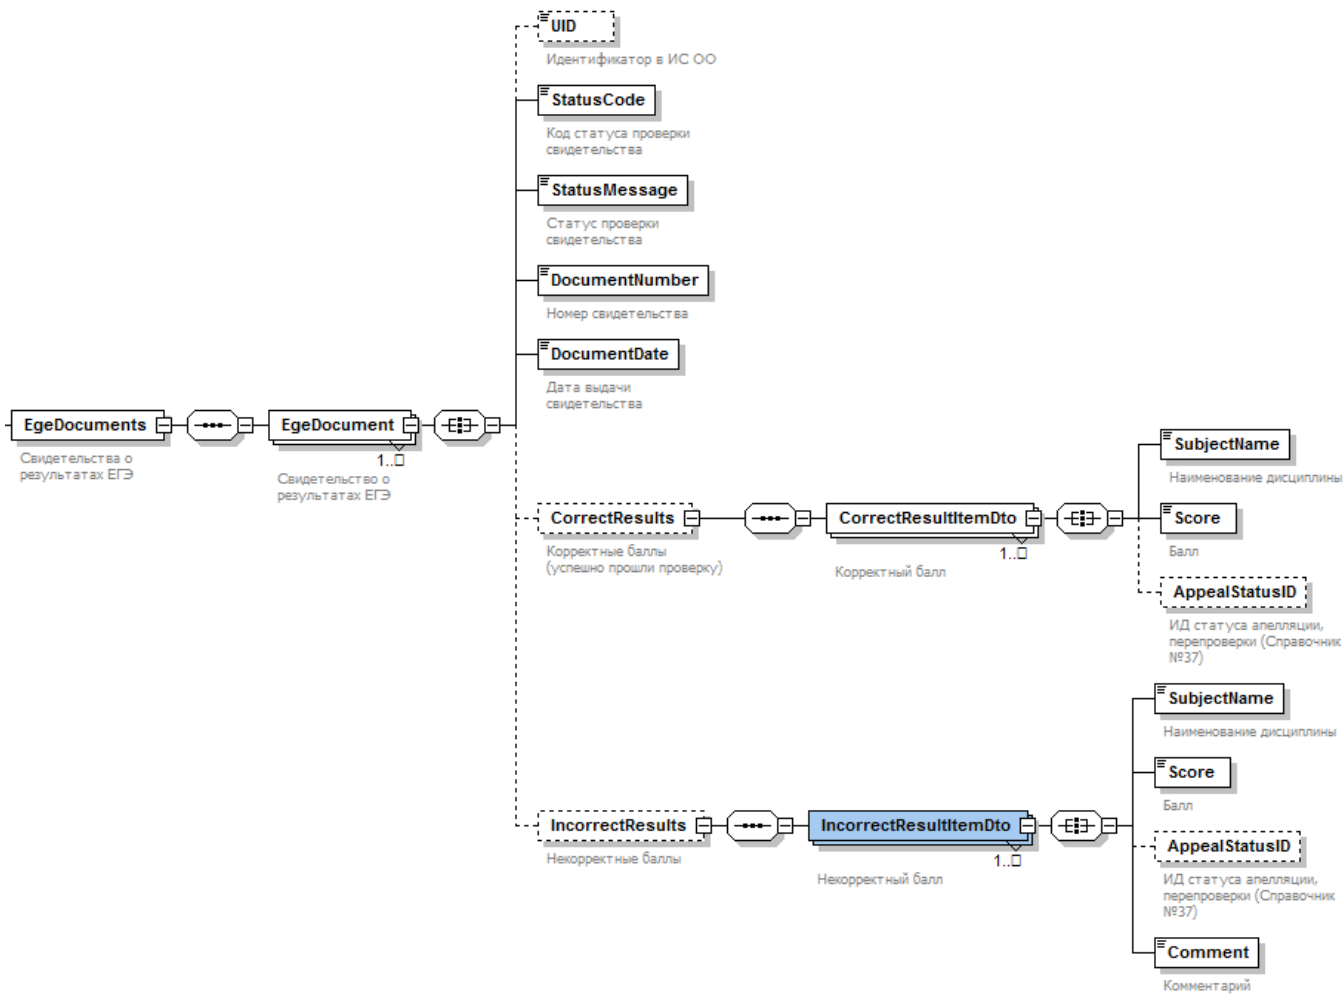 UID
Идентификатор в ИС ОО
StatusCode
Код статуса проверки
свидетельства
StatusMessage
Статус проверки
свидетельства
DocumentNumber
Номер свидетельства
DocumentDate
Дата выдачи
свидетельства
EgeDocuments
Свидетельства о
результатах ЕГЭ
EgeDocument
1..□
Свидетельство о
результатах ЕГЭ
CorrectResults
Корректные баллы
(успешно прошли проверку)
CorrectResultItemDto
1..□
Корректный балл
SubjectName
Наименование дисциплины
Score
Балл
AppealStatusID
ИД статуса апелляции,
перепроверки (Справочник
№37)
IncorrectResults
Некорректные баллы
IncorrectResultItemDto
1..□
Некорректный балл
SubjectName
Наименование дисциплины
Score
Балл
AppealStatusID
ИД статуса апелляции,
перепроверки (Справочник
№37)
Comment
Комментарий